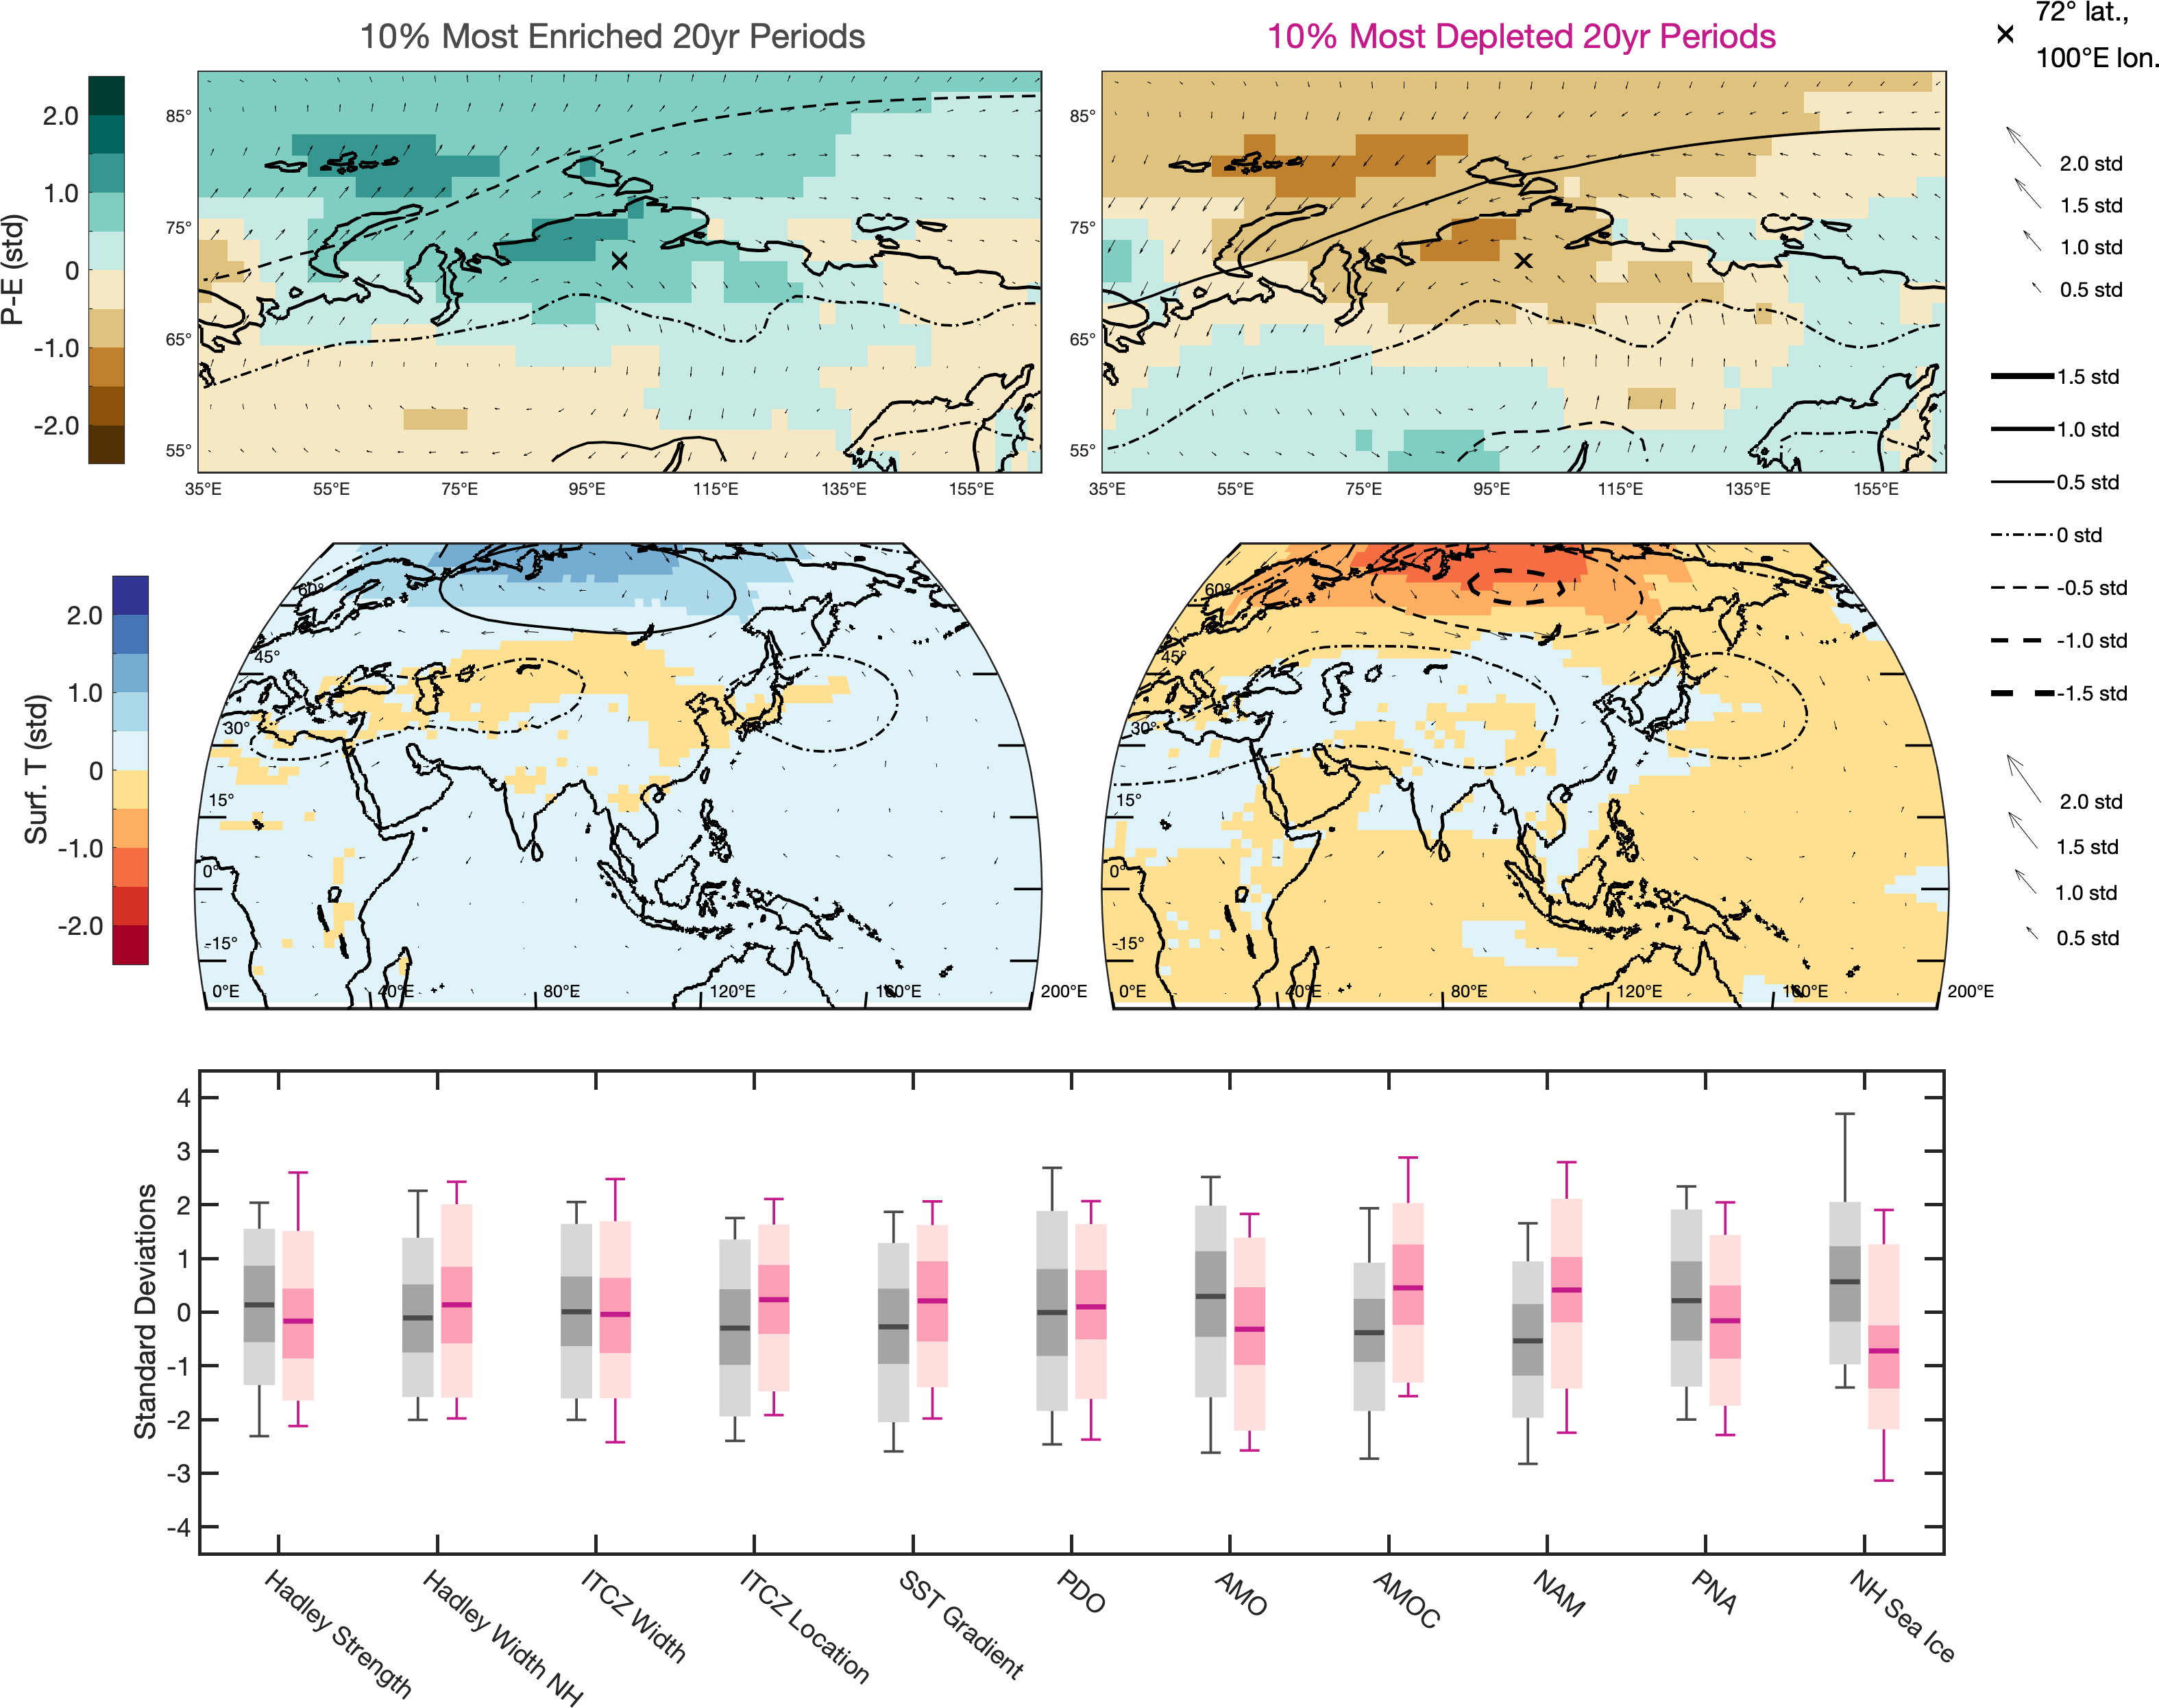 10% Most Enriched 20yr Periods
10% Most Depleted 20yr Periods
72° lat.,
100°E lon.
P-E (std)
2.0
1.0
0
-1.0
-2.0
85°
75°
65°
55°
35°E 55°E 75°E 95°E 115°E 135°E 155°E
85°
75°
65°
55°
35°E 55°E 75°E 95°E 115°E 135°E 155°E
2.0 std
1.5 std
1.0 std
0.5 std
1.5 std
1.0 std
0.5 std
0 std
-0.5 std
-1.0 std
-1.5 std
2.0 std
1.5 std
1.0 std
0.5 std
Surf. T (std)
2.0
1.0
0
-1.0
-2.0
60°
45°
30°
15°
0°
-15°
0°E 40°E 80°E 120°E 160°E 200°E
60°
45°
30°
15°
0°
-15°
0°E 40°E 80°E 120°E 160°E 200°E
Standard Deviations
4
3
2
1
0
-1
-2
-3
-4
Hadley Strength
Hadley Width NH
ITCZ Width
ITCZ Location
SST Gradient
PDO
AMO
AMOC
NAM
PNA
NH Sea Ice